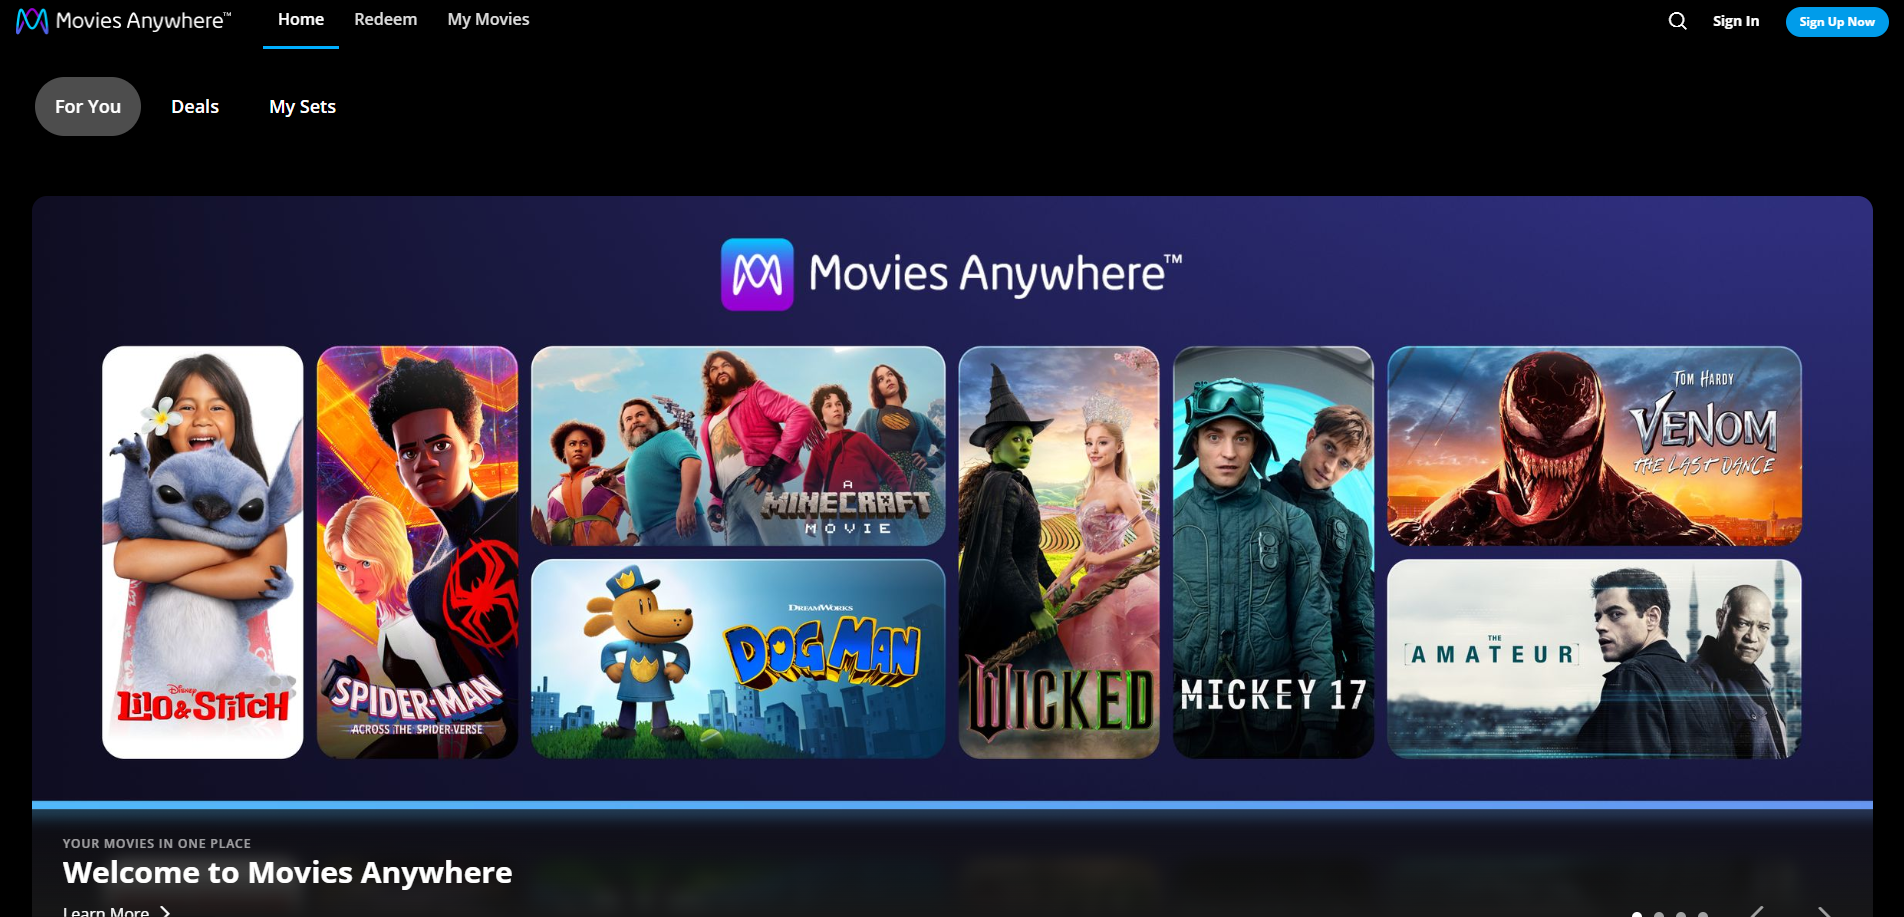 Movies Anywhere™
Home
Redeem
My Movies
Sign In
Sign Up Now
For You
Deals
My Sets
Movies Anywhere™
Disney
Lilo & Stitch
SPIDER-MAN
ACROSS THE SPIDER-VERSE
A
MINECRAFT
MOVIE
DREAMWORKS
DOG MAN
WICKED
MICKEY 17
TOM HARDY
VENOM
THE LAST DANCE
THE
AMATEUR
YOUR MOVIES IN ONE PLACE
Welcome to Movies Anywhere
Learn More